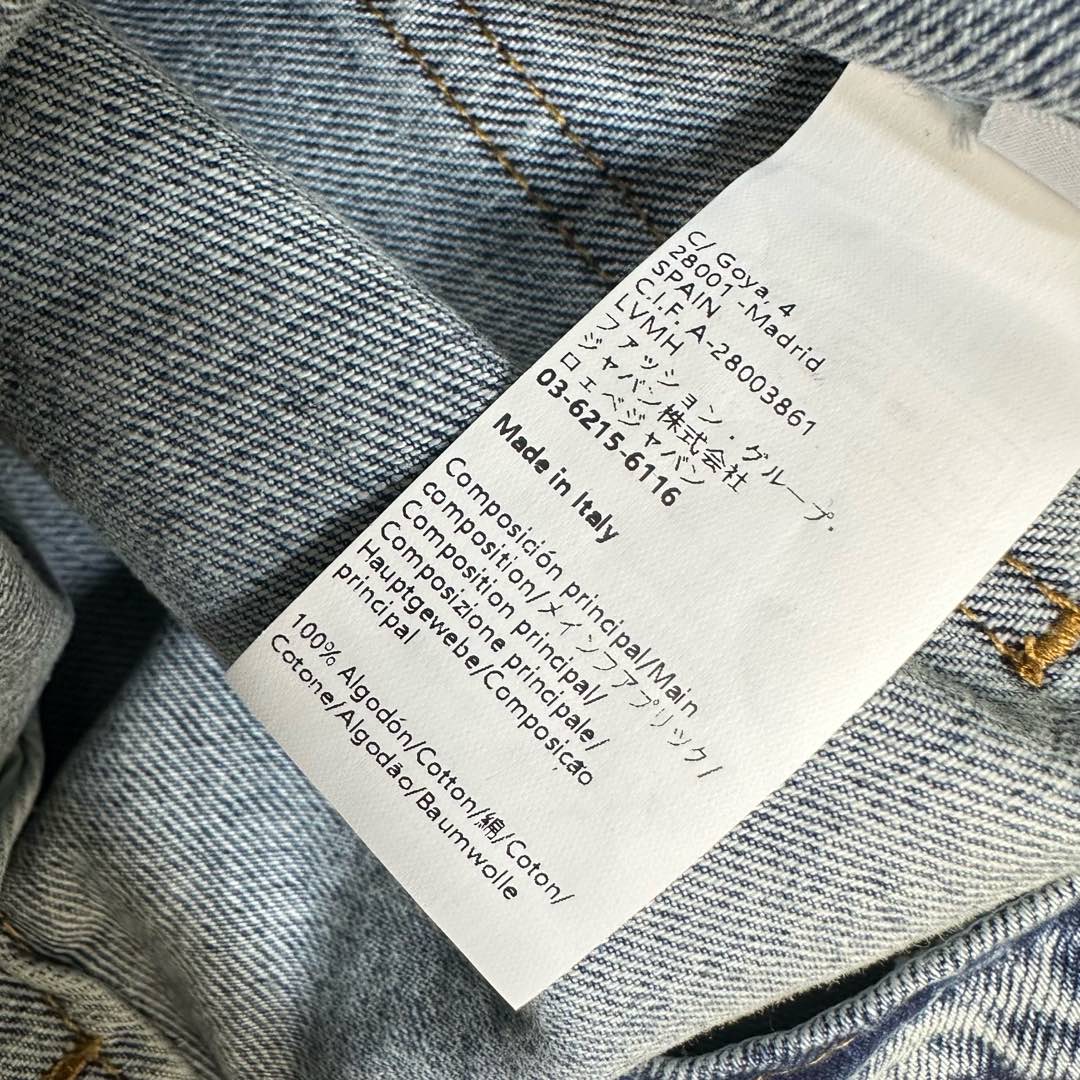 C/ Goya, 4
28001 -Madrid
SPAIN
C.I.F. A-28003861
LVMH
ファッション・グループ.
ジャパン株式会社
ロエベジャパン
03-6215-6116
Made in Italy
Composición principal/Main
composition/メインファブリック/
Composition principal/
Composizione principale/
Hauptgewebe/Composição
principal
100% Algodón/Cotton/綿/Coton/
Cotone/Algodão/Baumwolle